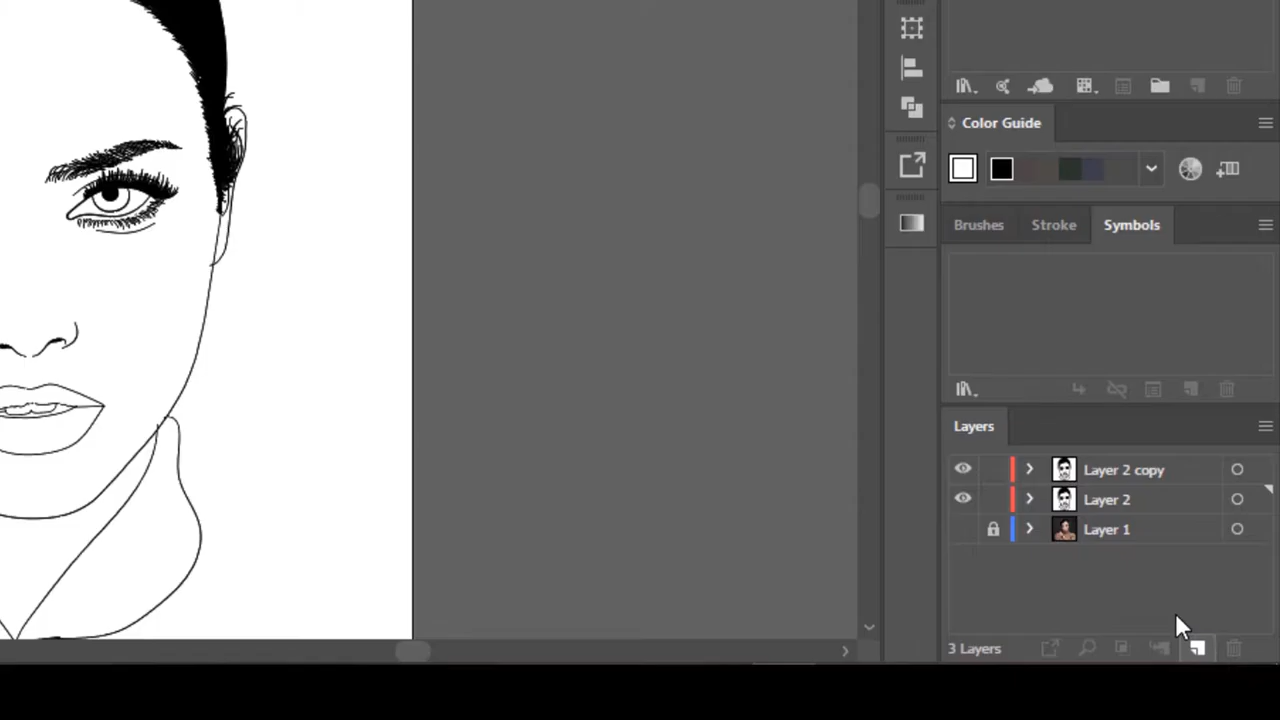 Color Guide
Brushes Stroke Symbols
Layers
Layer 2 copy
Layer 2
Layer 1
3 Layers